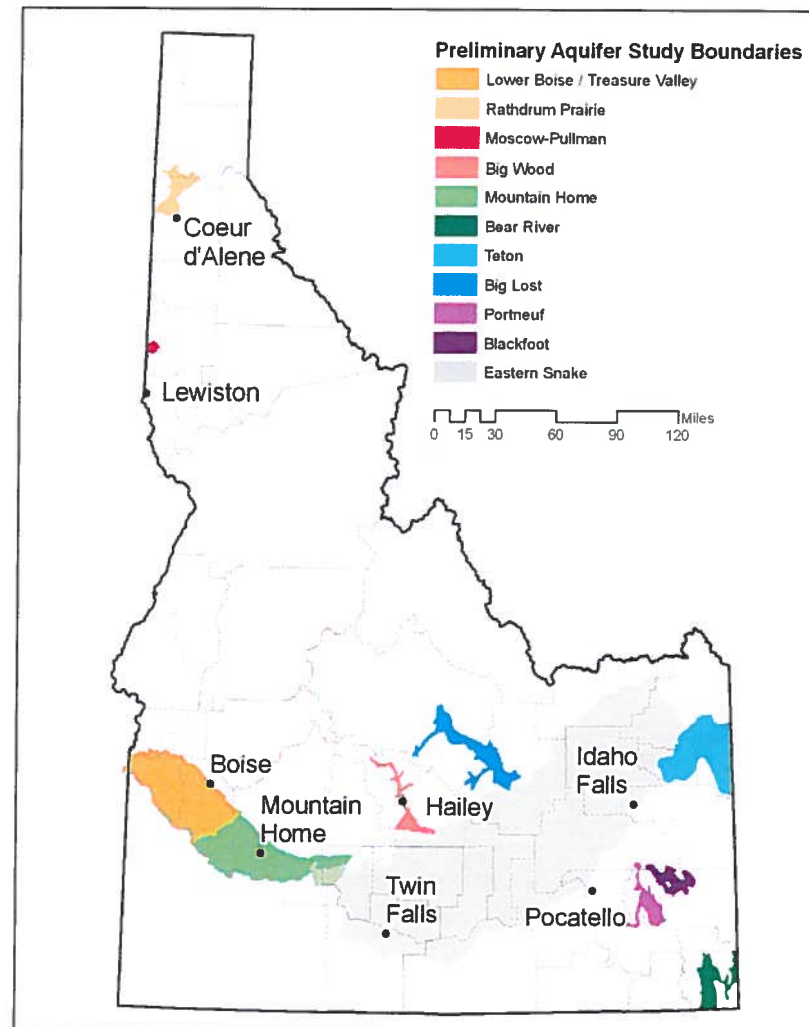 Preliminary Aquifer Study Boundaries
Lower Boise / Treasure Valley
Rathdrum Prairie
Moscow-Pullman
Big Wood
Mountain Home
Bear River
Teton
Big Lost
Portneuf
Blackfoot
Eastern Snake
Miles
0 15 30 60 90 120
Coeur
d'Alene
Lewiston
Boise
Mountain
Home
Hailey
Idaho
Falls
Twin
Falls
Pocatello